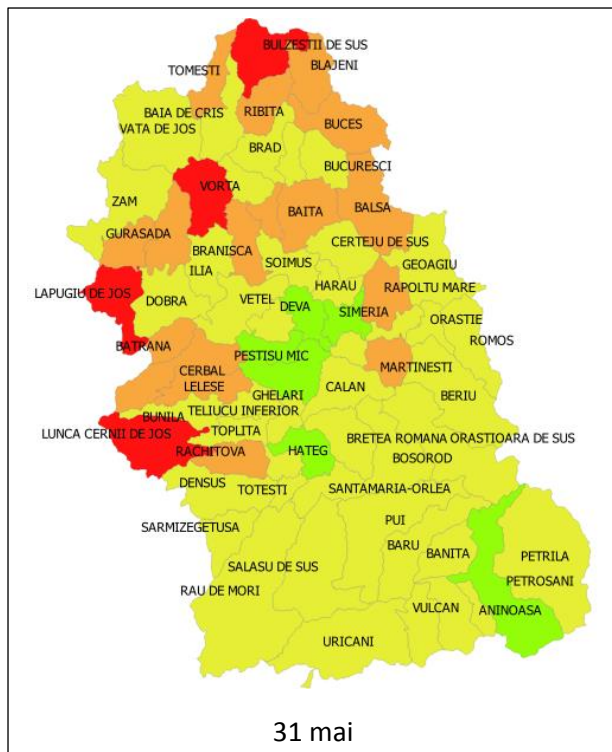 BULZESTII DE SUS
BLAJENI
TOMESTI
BAIA DE CRIS
RIBITA
VATA DE JOS
BUCES
BRAD
BUCURESCI
VORTA
ZAM
BAITA
BALSA
GURASADA
CERTEJU DE SUS
BRANISCA
SOIMUS
GEOAGIU
ILIA
HARAU
RAPOLTU MARE
LAPUGIU DE JOS
DOBRA
VETEL
DEVA
SIMERIA
ORASTIE
ROMOS
BATRANA
PESTISU MIC
CERBAL
MARTINESTI
LELESE
CALAN
GHELARI
BERIU
BUNILA
TELIUCU INFERIOR
LUNCA CERNII DE JOS
TOPLITA
BRETEA ROMANA
ORASTIOARA DE SUS
RACHITOVA
HATEG
BOSOROD
DENSUS
TOTESTI
SANTAMARIA-ORLEA
SARMIZEGETUSA
PUI
BARU
BANITA
PETRILA
SALASU DE SUS
RAU DE MORI
PETROSANI
VULCAN
ANINOASA
URICANI
31 mai